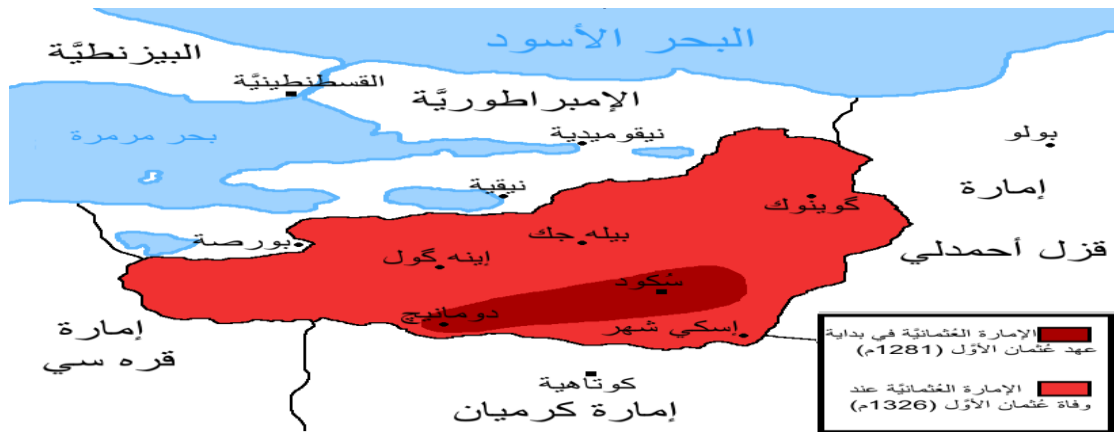 البحر الأسود
البيزنطيَّة
القسطنطينيَّة
الإمبراطوريَّة
بحر مرمرة
نيقوميدية
بولو
نيقية
إمارة
گوينوك
بورصة
بيله جك
إينه گول
قزل أحمدلي
سُكود
دومانيچ
إسكي شهر
إمارة
قره سي
كوتاهية
إمارة كرميان
الإمارة العُثمانيَّة في بداية
عهد عُثمان الأوَّل (1281م)
الإمارة العُثمانيَّة عند
وفاة عُثمان الأوَّل (1326م)